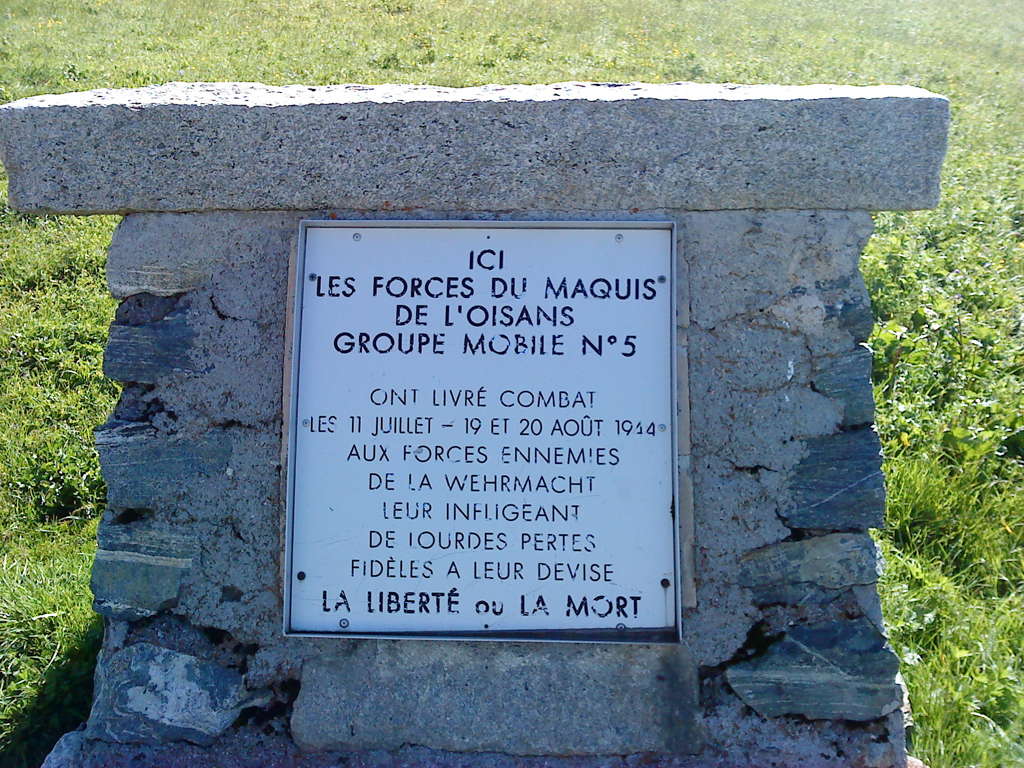 ICI
LES FORCES DU MAQUIS
DE L'OISANS
GROUPE MOBILE N°5
ONT LIVRÉ COMBAT
LES 11 JUILLET - 19 ET 20 AOÛT 1944
AUX FORCES ENNEMIES
DE LA WEHRMACHT
LEUR INFLIGEANT
DE LOURDES PERTES
FIDÈLES A LEUR DEVISE
LA LIBERTÉ OU LA MORT